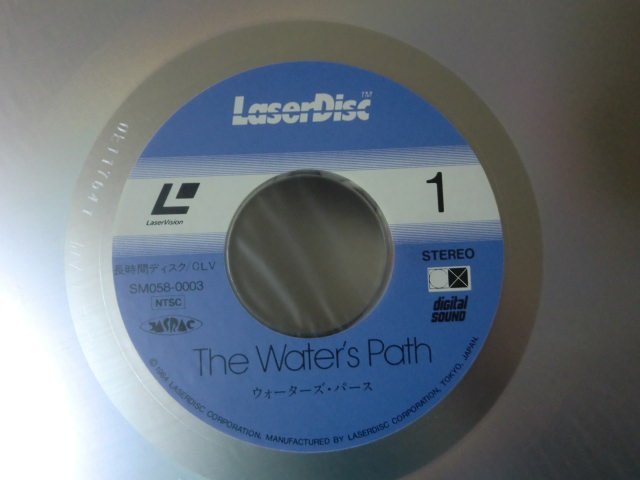 LaserDisc™
LaserVision
1
長時間ディスク/CLV
SM058-0003
NTSC
JASRAC
STEREO
CX
digital
SOUND
The Water's Path
ウォーターズ・パース
© 1984 LASERDISC CORPORATION. MANUFACTURED BY LASERDISC CORPORATION, TOKYO, JAPAN.